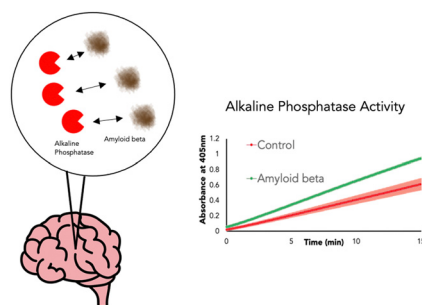 Alkaline
Phosphatase
Amyloid beta
Alkaline Phosphatase Activity
Absorbance at 405nm
1.2
1
0.8
0.6
0.4
0.2
0
Control
Amyloid beta
0
5
10
15
Time (min)